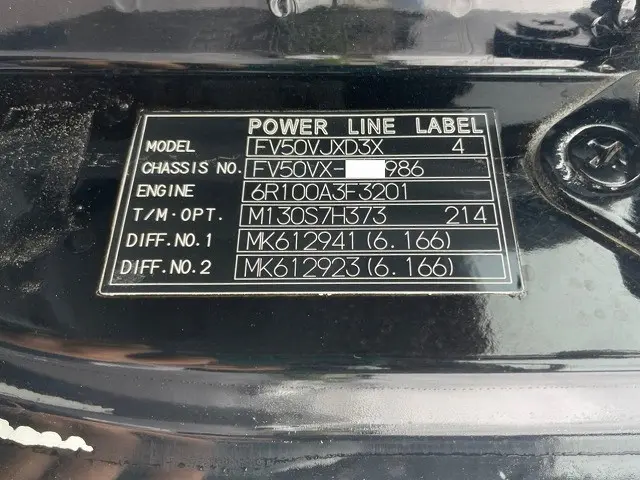 POWER LINE LABEL
MODEL FV50VJXD3X 4
CHASSIS NO. FV50VX- 986
ENGINE 6R10OA3F3201
T/M·OPT. M130S7H373 214
DIFF.NO.1 MK612941(6.166)
DIFF.NO.2 MK612923(6.166)